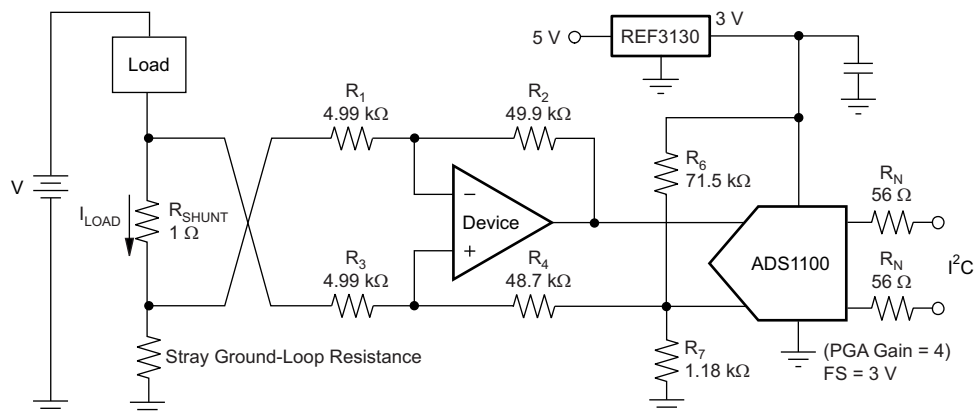 3 V
5 V
REF3130
Load
R1
4.99 kΩ
R2
49.9 kΩ
R6
71.5 kΩ
V
ILOAD
RSHUNT
1 Ω
−
Device
+
RN
56 Ω
ADS1100
I²C
RN
56 Ω
R3
4.99 kΩ
R4
48.7 kΩ
Stray Ground-Loop Resistance
R7
1.18 kΩ
(PGA Gain = 4)
FS = 3 V